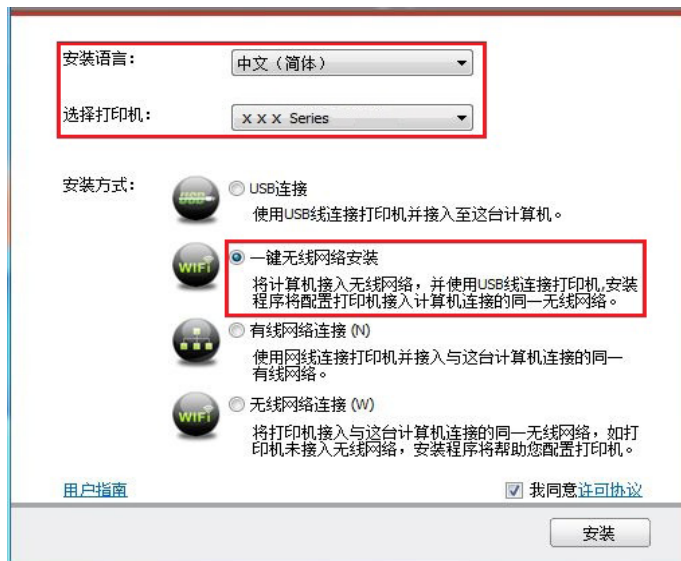 安装语言：
中文（简体）
选择打印机：
x x x Series
安装方式：
USB
USB连接
使用USB线连接打印机并接入至这台计算机。
WiFi
一键无线网络安装
将计算机接入无线网络，并使用USB线连接打印机,安装
程序将配置打印机接入计算机连接的同一无线网络。
有线网络连接 (N)
使用网线连接打印机并接入与这台计算机连接的同一
有线网络。
WiFi
无线网络连接 (W)
将打印机接入与这台计算机连接的同一无线网络，如打
印机未接入无线网络，安装程序将帮助您配置打印机。
用户指南
我同意许可协议
安装